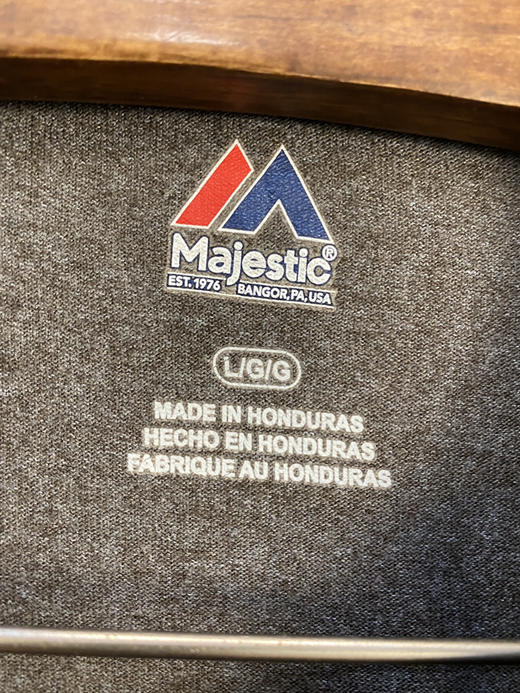 Majestic®
EST. 1976 BANGOR, PA, USA
L/G/G
MADE IN HONDURAS
HECHO EN HONDURAS
FABRIQUE AU HONDURAS